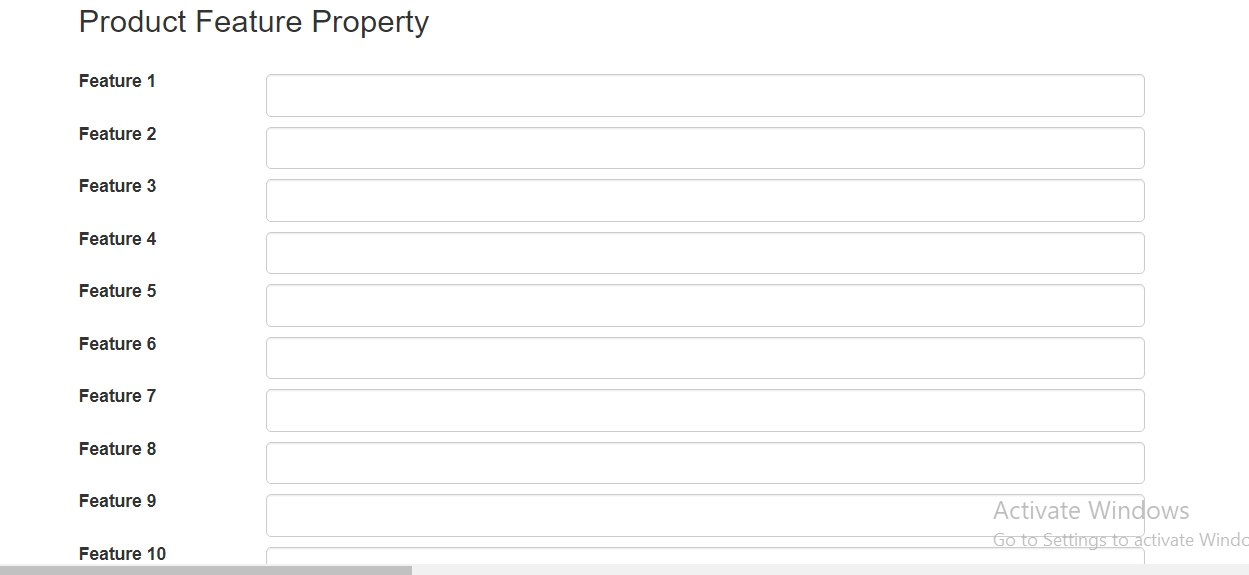 Product Feature Property
Feature 1
Feature 2
Feature 3
Feature 4
Feature 5
Feature 6
Feature 7
Feature 8
Feature 9
Activate Windows
Go to Settings to activate
Feature 10